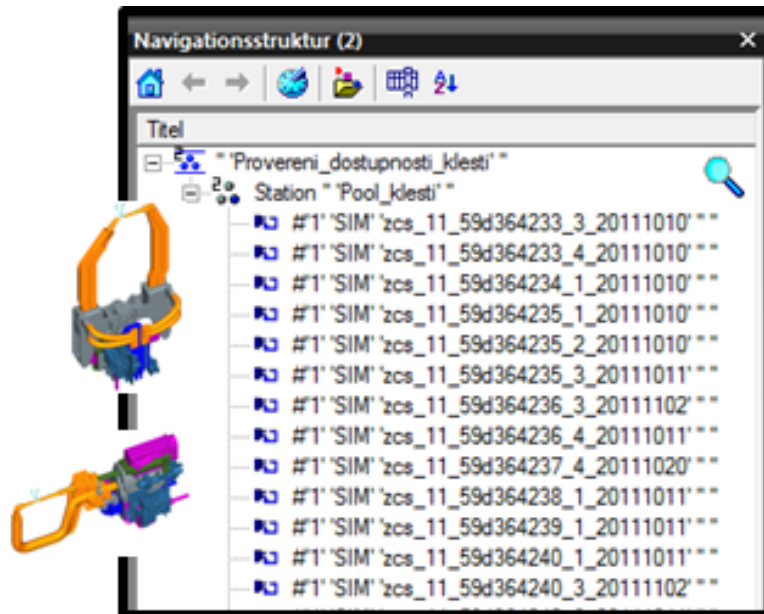 Navigationsstruktur (2)
Titel
" 'Provereni_dostupnosti_klesti' "
Station " 'Pool_klesti' "
#'1' 'SIM' 'zcs_11_59d364233_3_20111010' " "
#'1' 'SIM' 'zcs_11_59d364233_4_20111010' " "
#'1' 'SIM' 'zcs_11_59d364234_1_20111010' " "
#'1' 'SIM' 'zcs_11_59d364235_1_20111010' " "
#'1' 'SIM' 'zcs_11_59d364235_2_20111010' " "
#'1' 'SIM' 'zcs_11_59d364235_3_20111011' " "
#'1' 'SIM' 'zcs_11_59d364236_3_20111102' " "
#'1' 'SIM' 'zcs_11_59d364236_4_20111011' " "
#'1' 'SIM' 'zcs_11_59d364237_4_20111020' " "
#'1' 'SIM' 'zcs_11_59d364238_1_20111011' " "
#'1' 'SIM' 'zcs_11_59d364239_1_20111011' " "
#'1' 'SIM' 'zcs_11_59d364240_1_20111011' " "
#'1' 'SIM' 'zcs_11_59d364240_3_20111102' " "